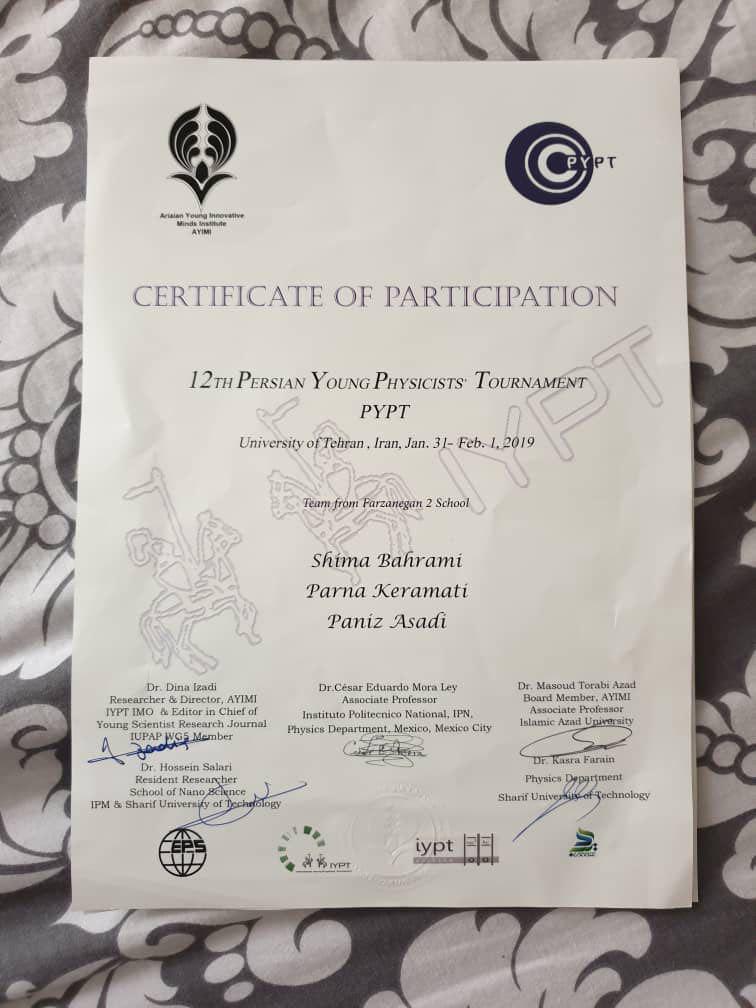 Ariaian Young Innovative
Minds Institute
AYIMI
PYPT
CERTIFICATE OF PARTICIPATION
12TH PERSIAN YOUNG PHYSICISTS' TOURNAMENT
PYPT
University of Tehran , Iran, Jan. 31- Feb. 1, 2019
IYPT
Team from Farzanegan 2 School
Shima Bahrami
Parna Keramati
Paniz Asadi
Dr. Dina Izadi
Researcher & Director, AYIMI
IYPT IMO & Editor in Chief of
Young Scientist Research Journal
IUPAP WG5 Member
Dr. Hossein Salari
Resident Researcher
School of Nano Science
IPM & Sharif University of Technology
Dr.César Eduardo Mora Ley
Associate Professor
Instituto Politecnico National, IPN,
Physics Department, Mexico, Mexico City
Dr. Masoud Torabi Azad
Board Member, AYIMI
Associate Professor
Islamic Azad University
Dr. Kasra Farain
Physics Department
Sharif University of Technology
EPS
IYPT
iypt